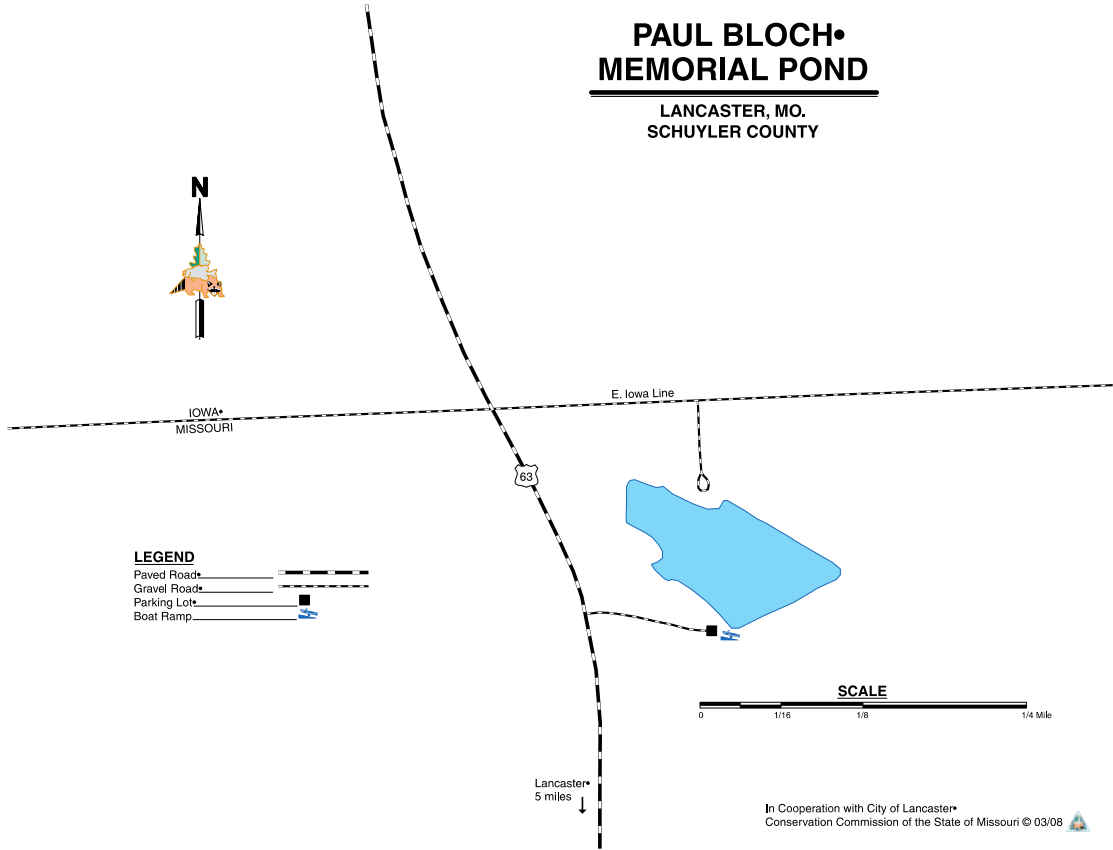 PAUL BLOCH•
MEMORIAL POND
LANCASTER, MO.
SCHUYLER COUNTY
N
E. Iowa Line
IOWA•
MISSOURI
63
LEGEND
Paved Road•
Gravel Road•
Parking Lot•
Boat Ramp
SCALE
0 1/16 1/8 1/4 Mile
Lancaster•
5 miles
In Cooperation with City of Lancaster•
Conservation Commission of the State of Missouri © 03/08